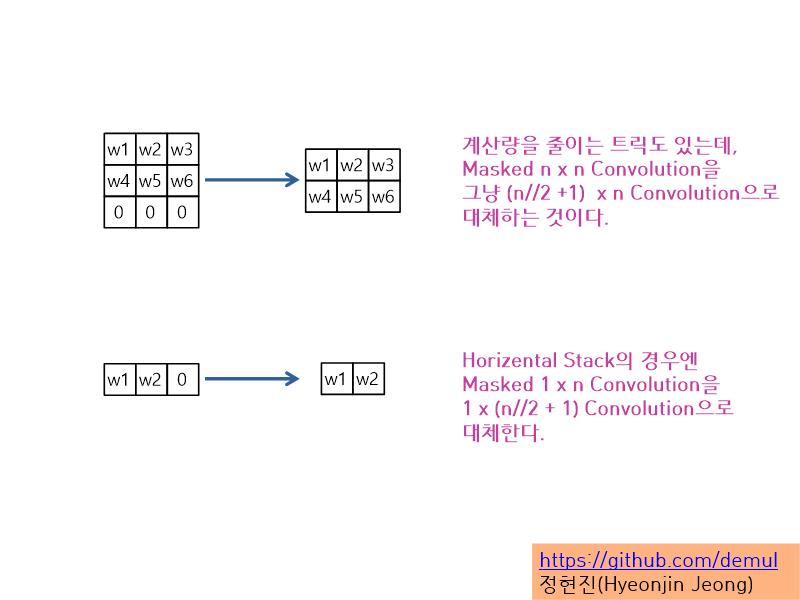 w1 w2 w3
w4 w5 w6
0 0 0
w1 w2 w3
w4 w5 w6
계산량을 줄이는 트릭도 있는데,
Masked n x n Convolution을
그냥 (n//2 +1)  x n Convolution으로
대체하는 것이다.
w1 w2 0
w1 w2
Horizental Stack의 경우엔
Masked 1 x n Convolution을
1 x (n//2 + 1) Convolution으로
대체한다.
https://github.com/demul
정현진(Hyeonjin Jeong)